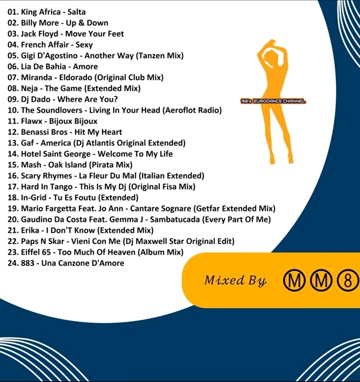 01. King Africa - Salta
02. Billy More - Up & Down
03. Jack Floyd - Move Your Feet
04. French Affair - Sexy
05. Gigi D'Agostino - Another Way (Tanzen Mix)
06. Lia De Bahia - Amore
07. Miranda - Eldorado (Original Club Mix)
08. Neja - The Game (Extended Mix)
09. Dj Dado - Where Are You?
10. The Soundlovers - Living In Your Head (Aeroflot Radio)
11. Flawx - Bijoux Bijoux
12. Benassi Bros - Hit My Heart
13. Gaf - America (Dj Atlantis Original Extended)
14. Hotel Saint George - Welcome To My Life
15. Mash - Oak Island (Pirata Mix)
16. Scary Rhymes - La Fleur Du Mal (Italian Extended)
17. Hard In Tango - This Is My Dj (Original Fisa Mix)
18. In-Grid - Tu Es Foutu (Extended)
19. Mario Fargetta Feat. Jo Ann - Cantare Sognare (Getfar Extended Mix)
20. Gaudino Da Costa Feat. Gemma J - Sambatucada (Every Part Of Me)
21. Erika - I Don'T Know (Extended Mix)
22. Paps N Skar - Vieni Con Me (Dj Maxwell Star Original Edit)
23. Eiffel 65 - Too Much Of Heaven (Album Mix)
24. 883 - Una Canzone D'Amore
90's EURODANCE CHANNEL
Mixed By. Ⓜ Ⓜ ⑧